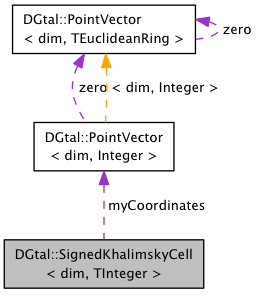 DGtal::PointVector
< dim, TEuclideanRing >
zero
zero
< dim, Integer >
DGtal::PointVector
< dim, Integer >
myCoordinates
DGtal::SignedKhalimskyCell
< dim, TInteger >